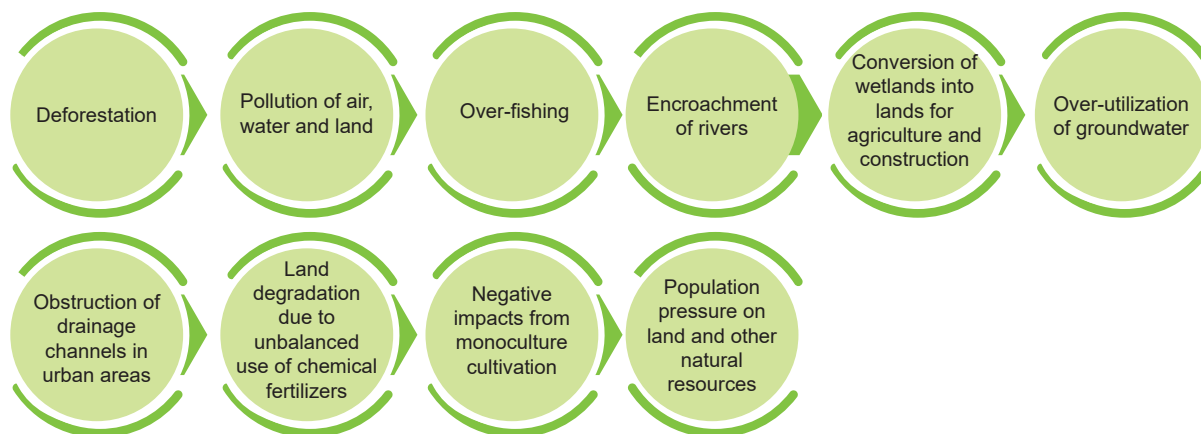 Deforestation
Pollution of air,
water and land
Over-fishing
Encroachment
of rivers
Conversion of
wetlands into
lands for
agriculture and
construction
Over-utilization
of groundwater
Obstruction of
drainage
channels in
urban areas
Land
degradation
due to
unbalanced
use of chemical
fertilizers
Negative
impacts from
monoculture
cultivation
Population
pressure on
land and other
natural
resources